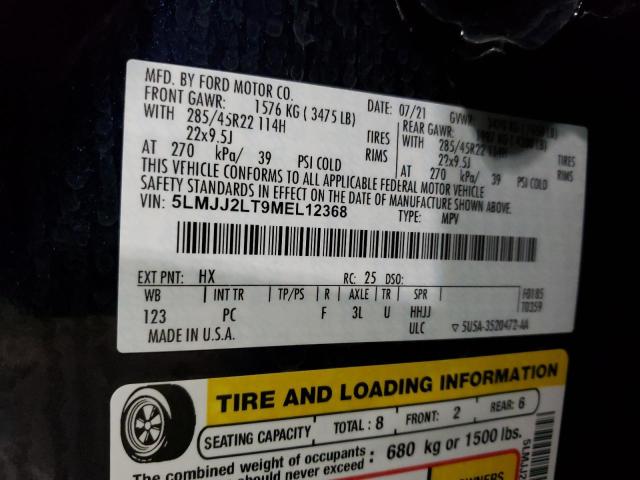 MFD. BY FORD MOTOR CO.
DATE: 07/21 GVWR:
FRONT GAWR: 1576 KG ( 3475 LB)
REAR GAWR:
WITH 285/45R22 114H TIRES
WITH 285/45R22 114H TIRES
22x9.5J RIMS
22x9.5J RIMS
AT 270 kPa/ 39 PSI COLD
AT 270 kPa/ 39 PSI COLD
THIS VEHICLE CONFORMS TO ALL APPLICABLE FEDERAL MOTOR VEHICLE
SAFETY STANDARDS IN EFFECT ON THE DATE OF MANUFACTURE SHOWN ABOVE.
VIN: 5LMJJ2LT9MEL12368
TYPE: MPV
EXT PNT: HX RC: 25 DSO:
WB INT TR TP/PS R AXLE TR SPR
F0185
T0359
123 PC F 3L U HHJJ
MADE IN U.S.A. ULC ▽ 5U5A-3520472-AA
TIRE AND LOADING INFORMATION
SEATING CAPACITY TOTAL : 8 FRONT: 2 REAR: 6
The combined weight of occupants : 680 kg or 1500 lbs.
should never exceed
OWNERS
5LMJJ2